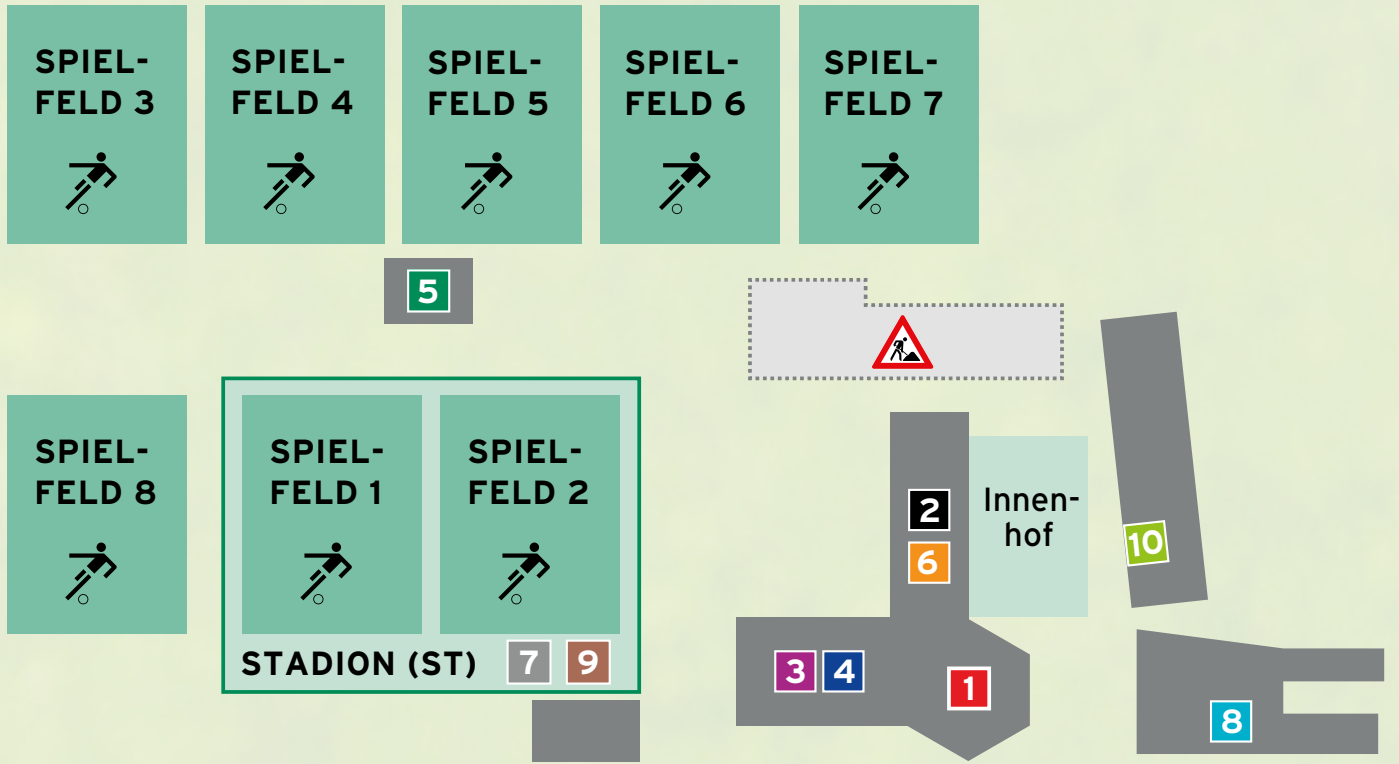 SPIEL-
FELD 3
SPIEL-
FELD 4
SPIEL-
FELD 5
SPIEL-
FELD 6
SPIEL-
FELD 7
5
SPIEL-
FELD 8
SPIEL-
FELD 1
SPIEL-
FELD 2
STADION (ST) 7 9
2
6
Innen-
hof
10
3 4
1
8